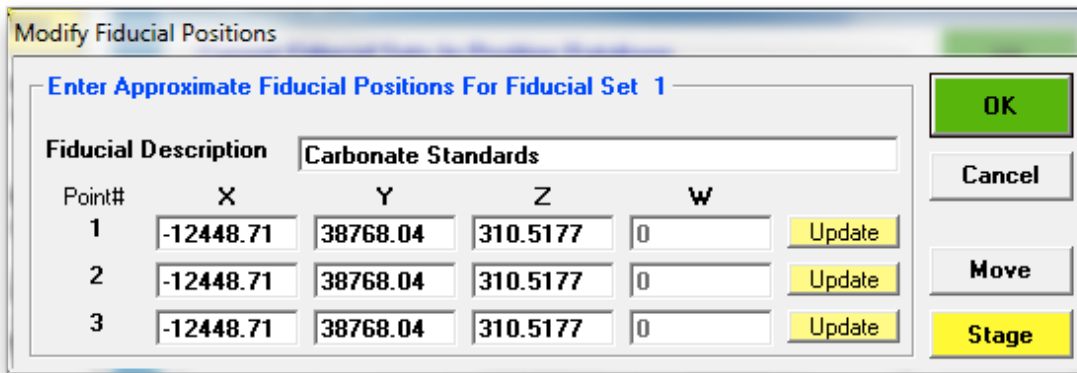 Modify Fiducial Positions
Enter Approximate Fiducial Positions For Fiducial Set 1
OK
Fiducial Description Carbonate Standards
Cancel
Point# X Y Z W
1 -12448.71 38768.04 310.5177 0 Update
2 -12448.71 38768.04 310.5177 0 Update
Move
3 -12448.71 38768.04 310.5177 0 Update
Stage